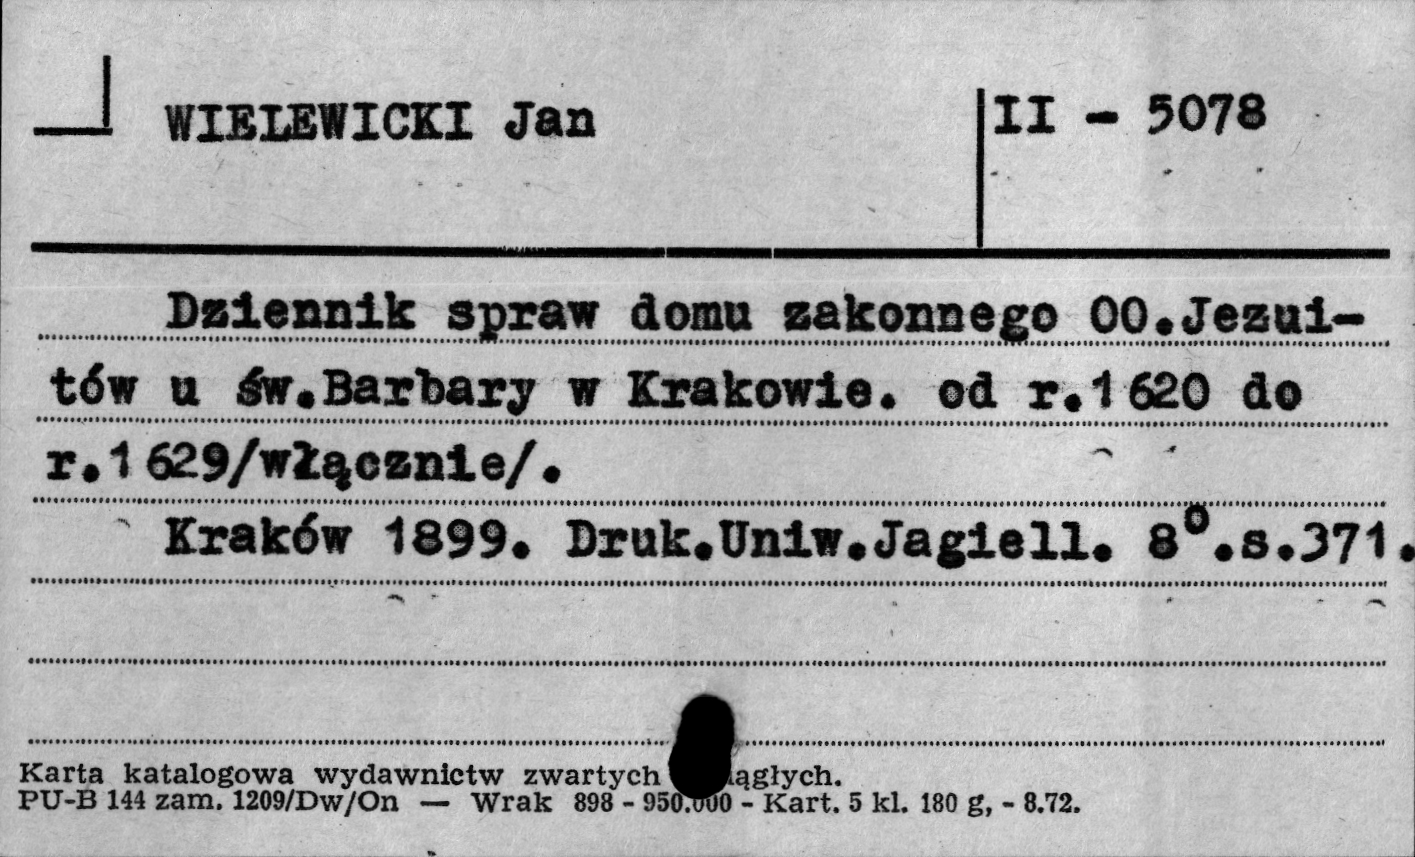 WIELEWICKI Jan
II - 5078
Dziennik spraw domu zakonnego OO.Jezui-
tów u św.Barbary w Krakowie. od r.1620 do
r.1629/włącznie/.
Kraków 1899. Druk.Uniw.Jagiell. 8°.s.371.
Karta katalogowa wydawnictw zwartych
PU-B 144 zam. 1209/Dw/On — Wrak 898 - 950.000 - Kart. 5 kl. 180 g, - 8.72.